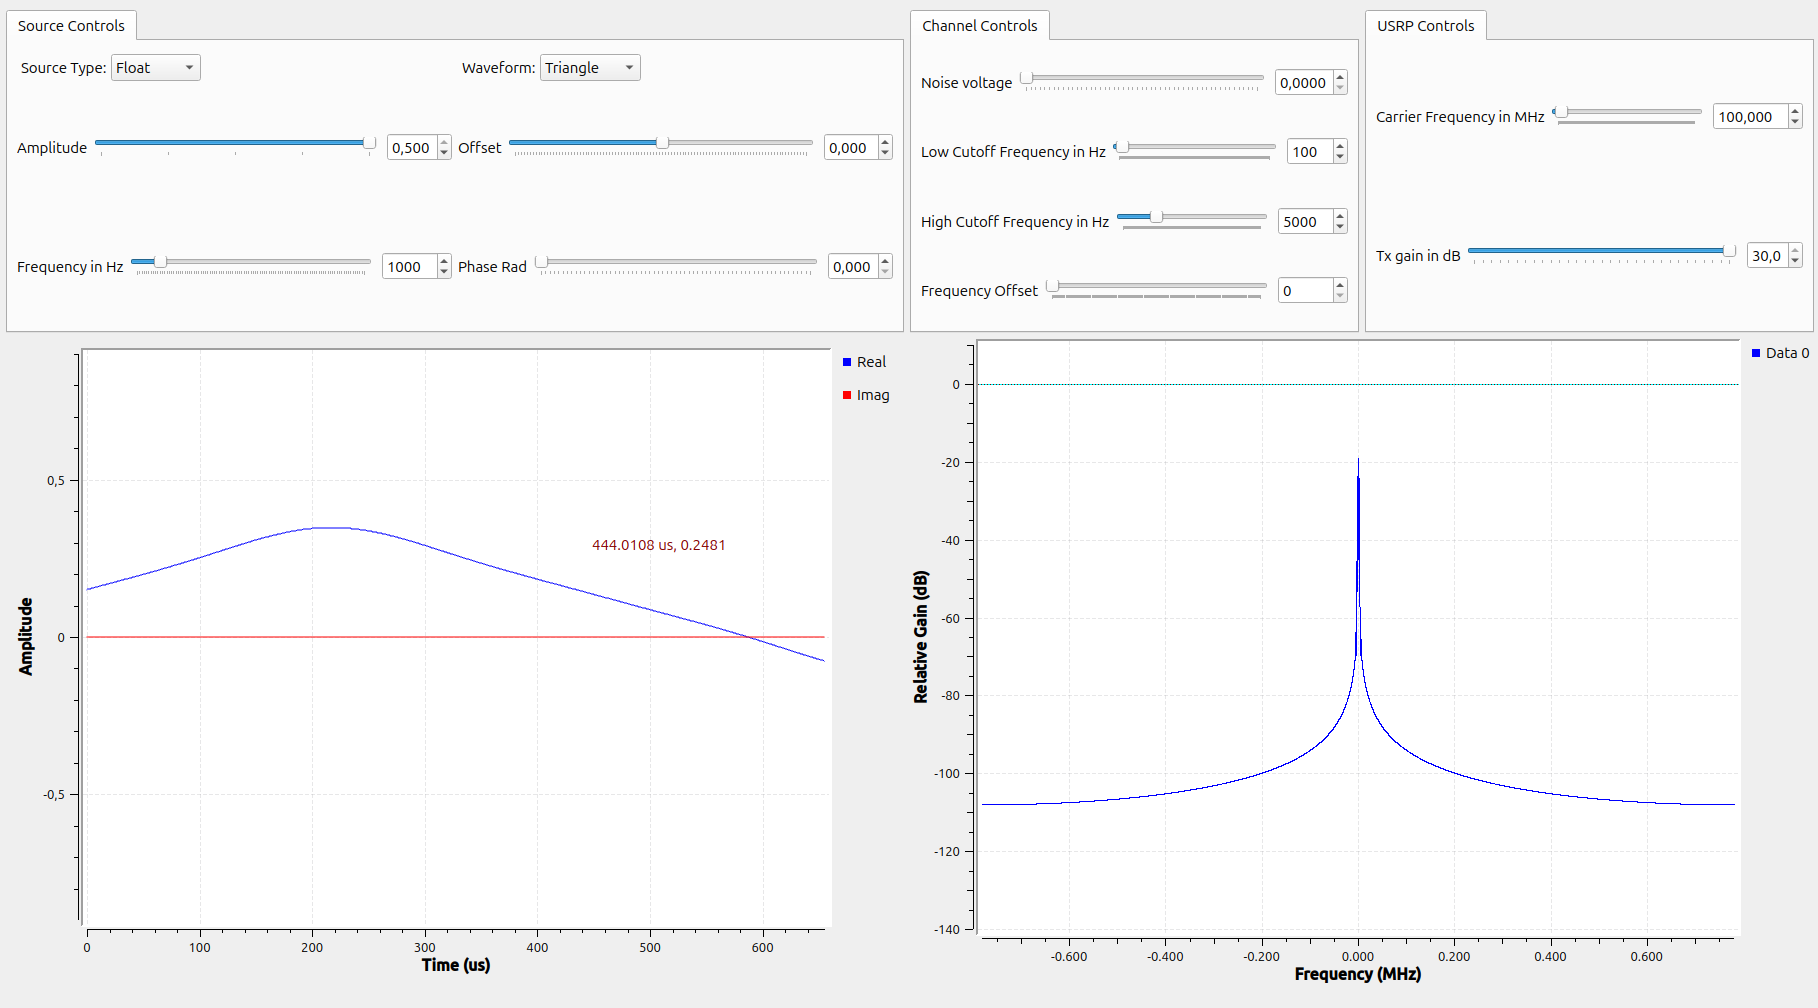 Source Controls
Source Type: Float
Waveform: Triangle
Amplitude 0,500
Offset 0,000
Frequency in Hz 1000
Phase Rad 0,000
Channel Controls
Noise voltage 0,0000
Low Cutoff Frequency in Hz 100
High Cutoff Frequency in Hz 5000
Frequency Offset 0
USRP Controls
Carrier Frequency in MHz 100,000
Tx gain in dB 30,0
Real
Imag
0,5
0
-0,5
Amplitude
444.0108 us, 0.2481
0 100 200 300 400 500 600
Time (us)
Data 0
0
-20
-40
-60
-80
-100
-120
-140
Relative Gain (dB)
-0.600 -0.400 -0.200 0.000 0.200 0.400 0.600
Frequency (MHz)